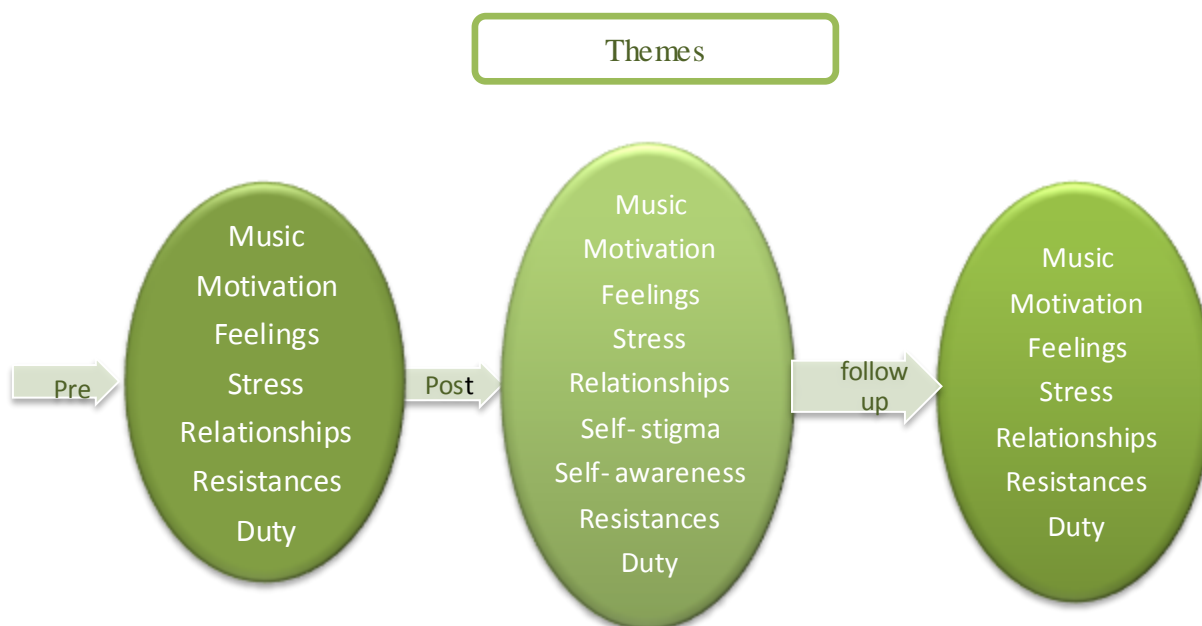 Themes
Pre
Music
Motivation
Feelings
Stress
Relationships
Resistances
Duty
Post
Music
Motivation
Feelings
Stress
Relationships
Self- stigma
Self- awareness
Resistances
Duty
follow
up
Music
Motivation
Feelings
Stress
Relationships
Resistances
Duty